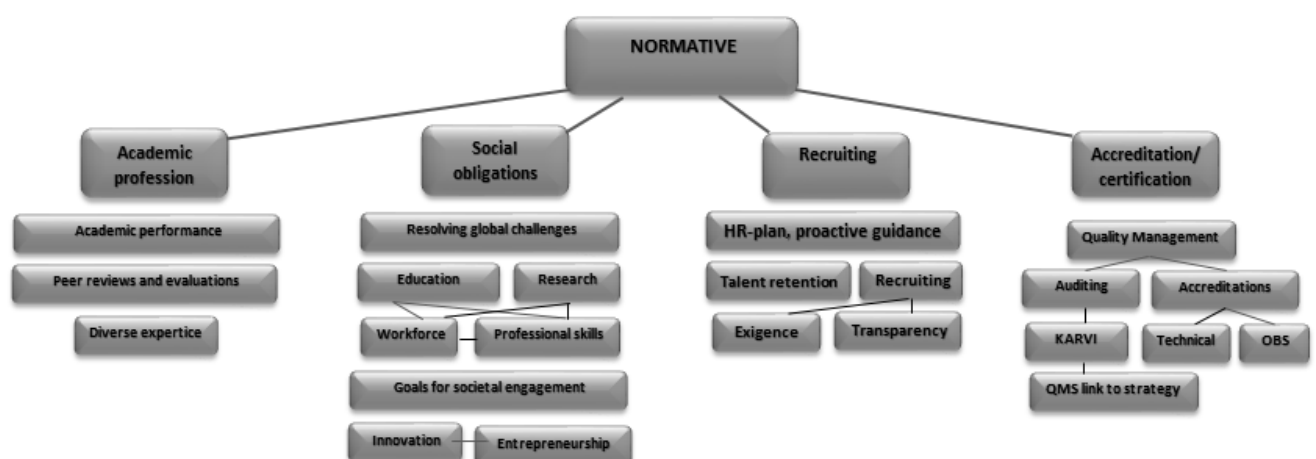 NORMATIVE
Academic
profession
Academic performance
Peer reviews and evaluations
Diverse expertice
Social
obligations
Resolving global challenges
Education
Research
Workforce
Professional skills
Goals for societal engagement
Innovation
Entrepreneurship
Recruiting
HR-plan, proactive guidance
Talent retention
Recruiting
Exigence
Transparency
Accreditation/
certification
Quality Management
Auditing
Accreditations
KARVI
Technical
OBS
QMS link to strategy